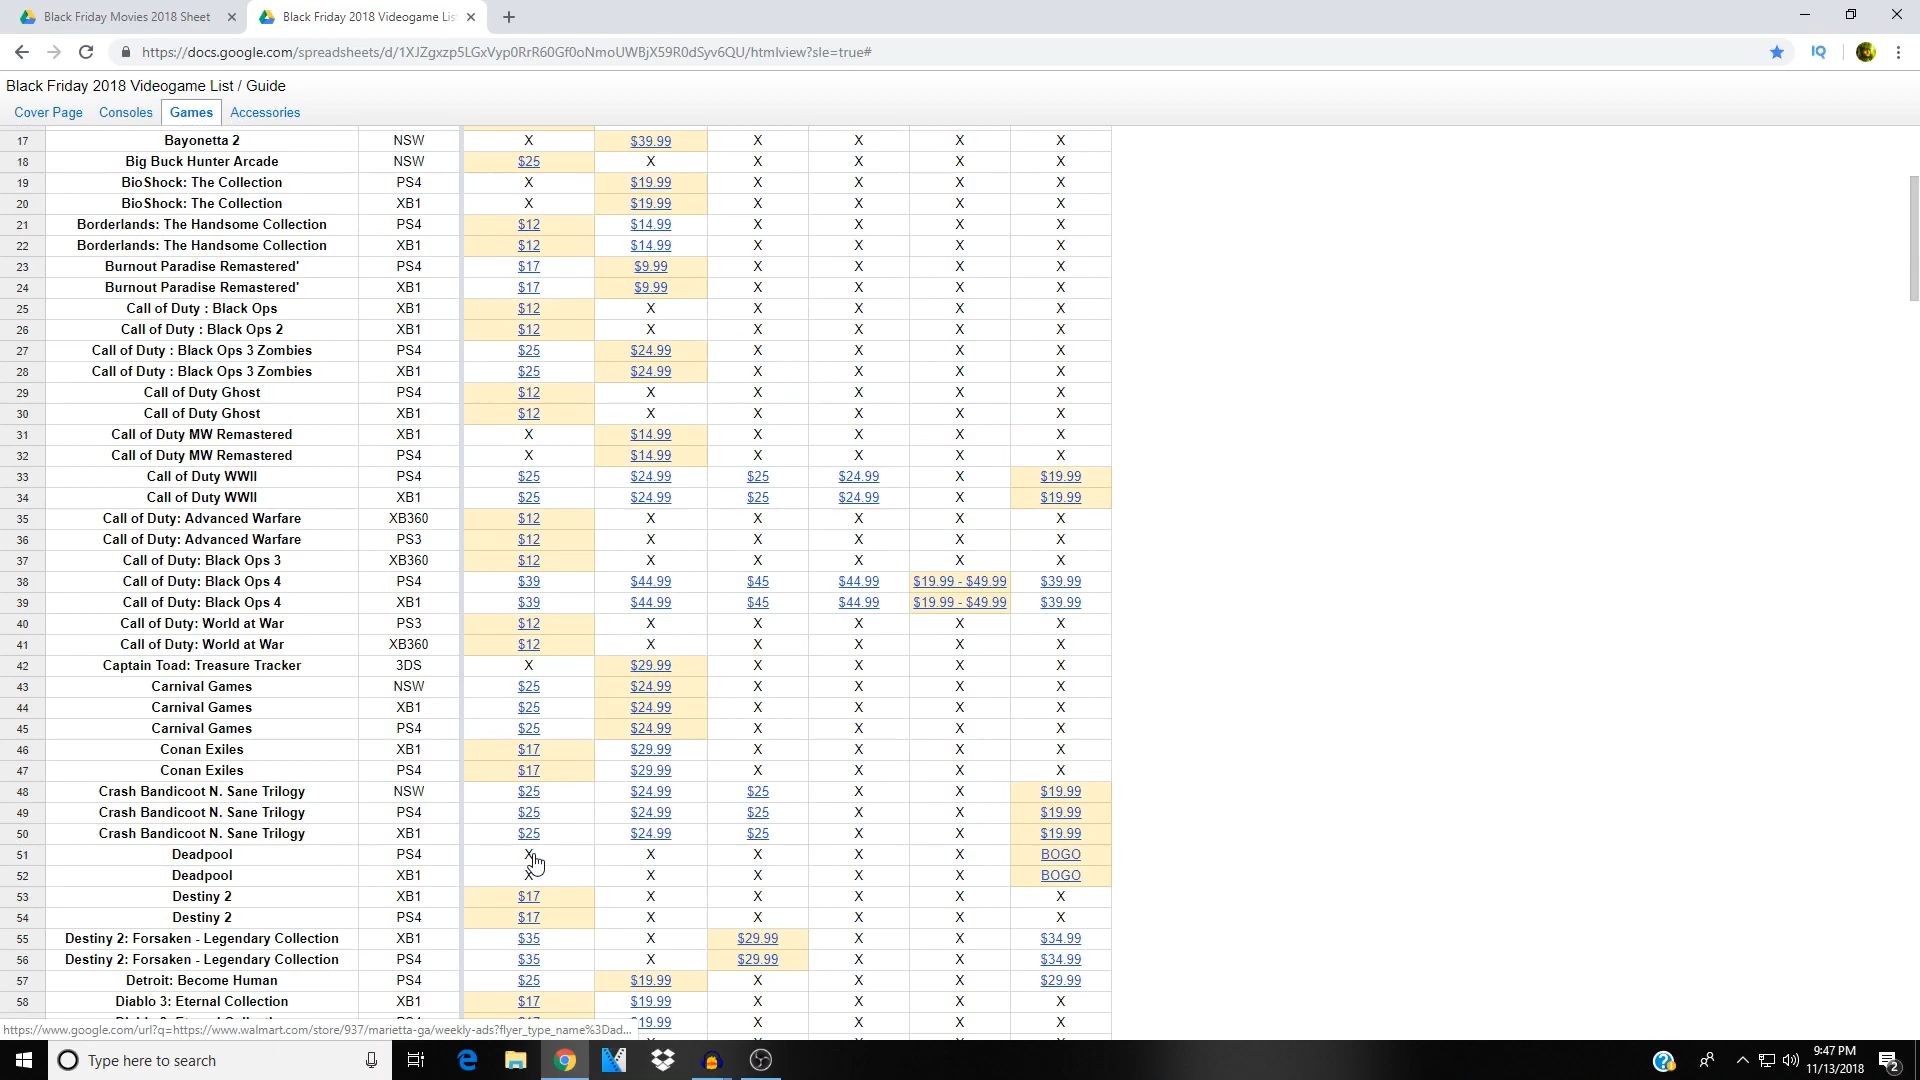 Black Friday Movies 2018 Sheet
Black Friday 2018 Videogame Lis
https://docs.google.com/spreadsheets/d/1XJZgxzp5LGxVyp0RrR60Gf0oNmoUWBjX59R0dSyv6QU/htmlview?sle=true#
IQ
Black Friday 2018 Videogame List / Guide
Cover Page Consoles Games Accessories
17 Bayonetta 2 NSW X $39.99 X X X X
18 Big Buck Hunter Arcade NSW $25 X X X X X
19 BioShock: The Collection PS4 X $19.99 X X X X
20 BioShock: The Collection XB1 X $19.99 X X X X
21 Borderlands: The Handsome Collection PS4 $12 $14.99 X X X X
22 Borderlands: The Handsome Collection XB1 $12 $14.99 X X X X
23 Burnout Paradise Remastered' PS4 $17 $9.99 X X X X
24 Burnout Paradise Remastered' XB1 $17 $9.99 X X X X
25 Call of Duty : Black Ops XB1 $12 X X X X X
26 Call of Duty : Black Ops 2 XB1 $12 X X X X X
27 Call of Duty : Black Ops 3 Zombies PS4 $25 $24.99 X X X X
28 Call of Duty : Black Ops 3 Zombies XB1 $25 $24.99 X X X X
29 Call of Duty Ghost PS4 $12 X X X X X
30 Call of Duty Ghost XB1 $12 X X X X X
31 Call of Duty MW Remastered XB1 X $14.99 X X X X
32 Call of Duty MW Remastered PS4 X $14.99 X X X X
33 Call of Duty WWII PS4 $25 $24.99 $25 $24.99 X $19.99
34 Call of Duty WWII XB1 $25 $24.99 $25 $24.99 X $19.99
35 Call of Duty: Advanced Warfare XB360 $12 X X X X X
36 Call of Duty: Advanced Warfare PS3 $12 X X X X X
37 Call of Duty: Black Ops 3 XB360 $12 X X X X X
38 Call of Duty: Black Ops 4 PS4 $39 $44.99 $45 $44.99 $19.99 - $49.99 $39.99
39 Call of Duty: Black Ops 4 XB1 $39 $44.99 $45 $44.99 $19.99 - $49.99 $39.99
40 Call of Duty: World at War PS3 $12 X X X X X
41 Call of Duty: World at War XB360 $12 X X X X X
42 Captain Toad: Treasure Tracker 3DS X $29.99 X X X X
43 Carnival Games NSW $25 $24.99 X X X X
44 Carnival Games XB1 $25 $24.99 X X X X
45 Carnival Games PS4 $25 $24.99 X X X X
46 Conan Exiles XB1 $17 $29.99 X X X X
47 Conan Exiles PS4 $17 $29.99 X X X X
48 Crash Bandicoot N. Sane Trilogy NSW $25 $24.99 $25 X X $19.99
49 Crash Bandicoot N. Sane Trilogy PS4 $25 $24.99 $25 X X $19.99
50 Crash Bandicoot N. Sane Trilogy XB1 $25 $24.99 $25 X X $19.99
51 Deadpool PS4 X X X X X BOGO
52 Deadpool XB1 X X X X X BOGO
53 Destiny 2 XB1 $17 X X X X X
54 Destiny 2 PS4 $17 X X X X X
55 Destiny 2: Forsaken - Legendary Collection XB1 $35 X $29.99 X X $34.99
56 Destiny 2: Forsaken - Legendary Collection PS4 $35 X $29.99 X X $34.99
57 Detroit: Become Human PS4 $25 $19.99 X X X $29.99
58 Diablo 3: Eternal Collection XB1 $17 $19.99 X X X X
19.99 X X X X
https://www.google.com/url?q=https://www.walmart.com/store/937/marietta-ga/weekly-ads?flyer_type_name%3Dad...
Type here to search
9:47 PM
11/13/2018
2